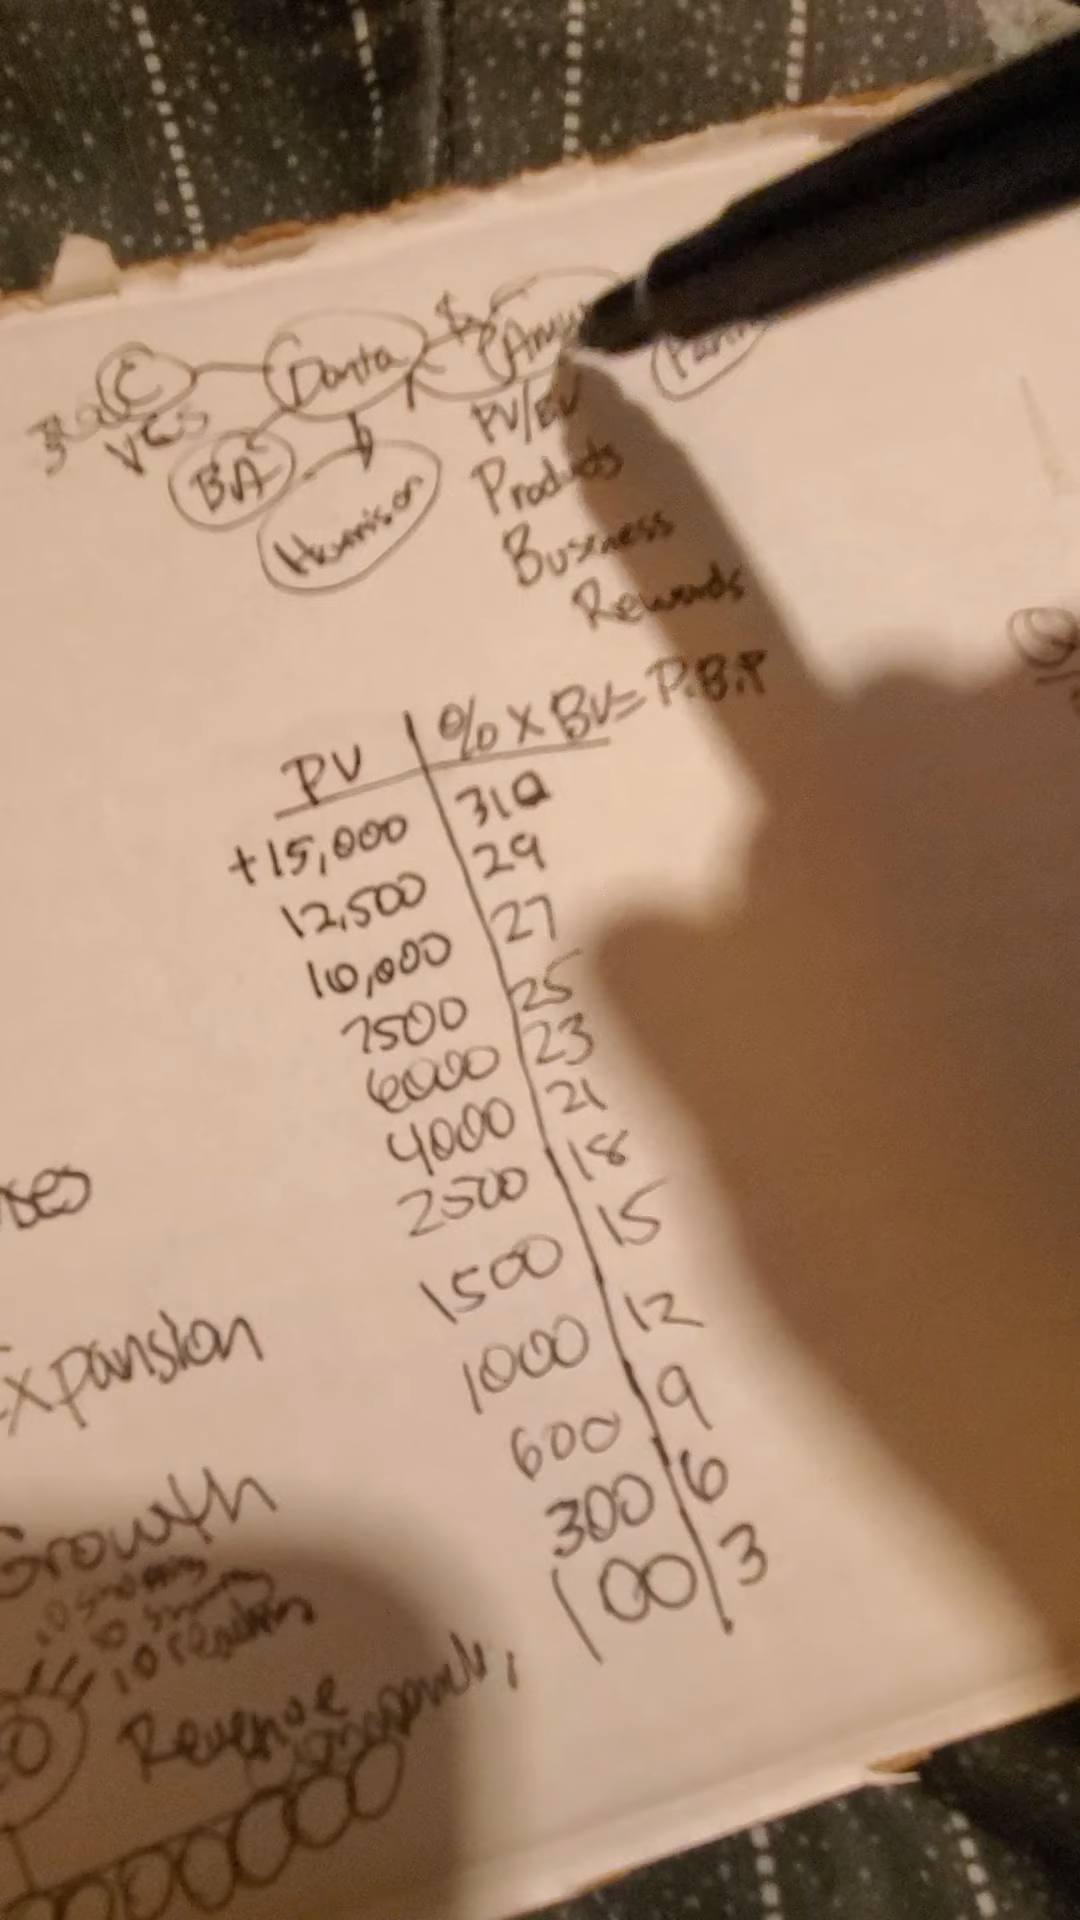 C Danta
VCS
BA
Harrison
PV/BV
Products
Business
Rewards
PV | % X BV = P.B.P
+15,000 31
12,500 29
10,000 27
7500 25
6000 23
4000 21
2500 18
1500 15
1000 12
600 9
300 6
100 3
Expansion
Growth
Revenue